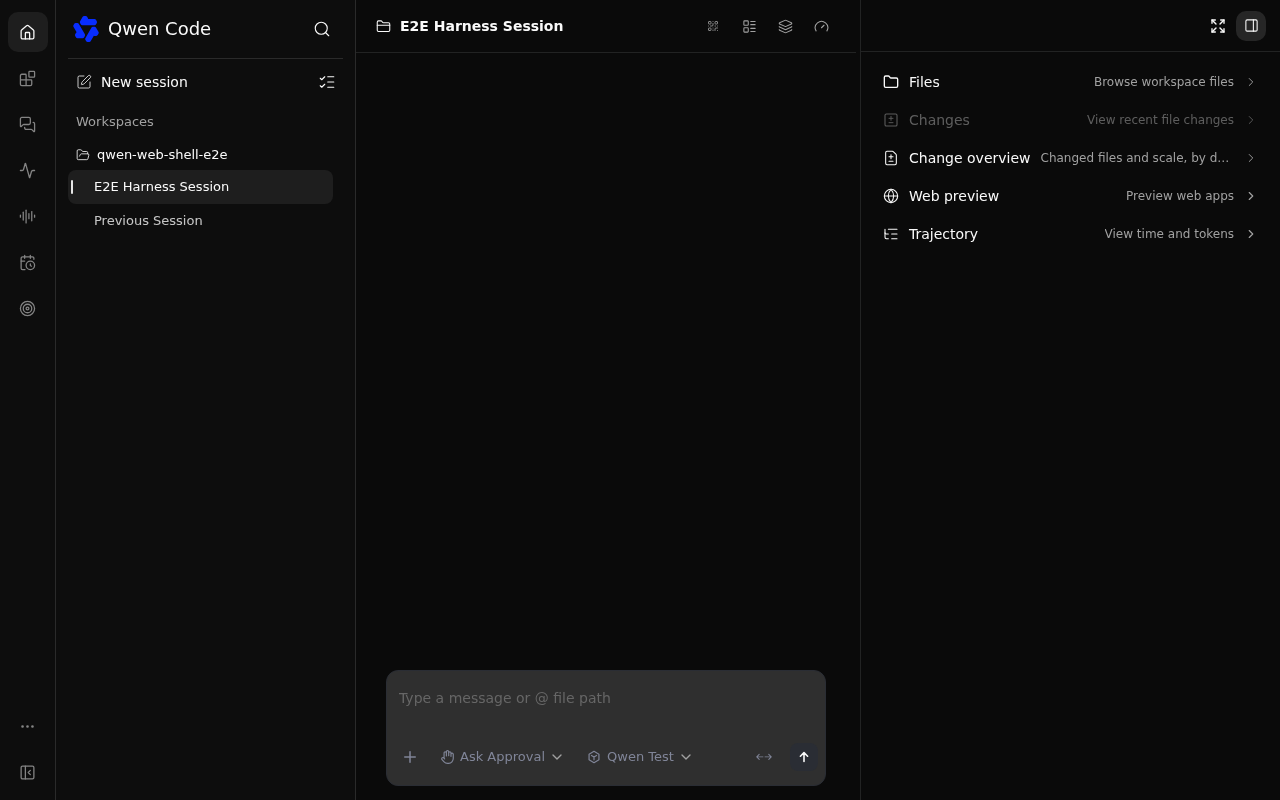 Qwen Code
New session
Workspaces
qwen-web-shell-e2e
E2E Harness Session
Previous Session
E2E Harness Session
Type a message or @ file path
Ask Approval
Qwen Test
Files Browse workspace files
Changes View recent file changes
Change overview Changed files and scale, by d...
Web preview Preview web apps
Trajectory View time and tokens